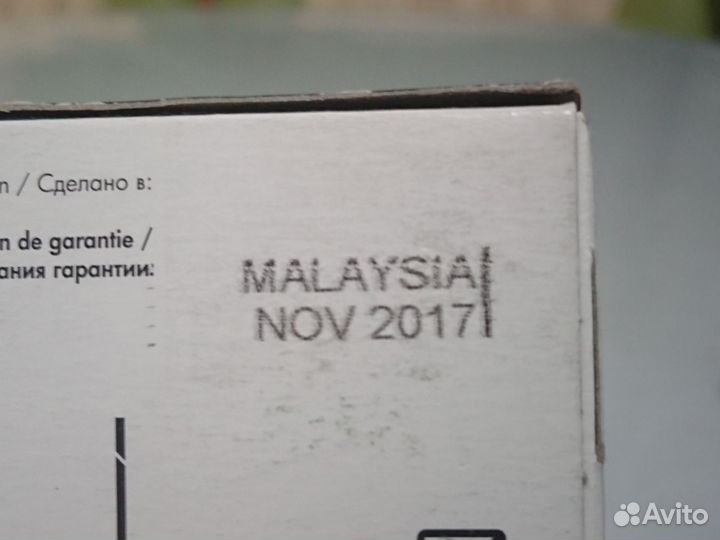 / Сделано в:
n de garantie /
ания гарантии:
MALAYSIA
NOV 2017
Avito